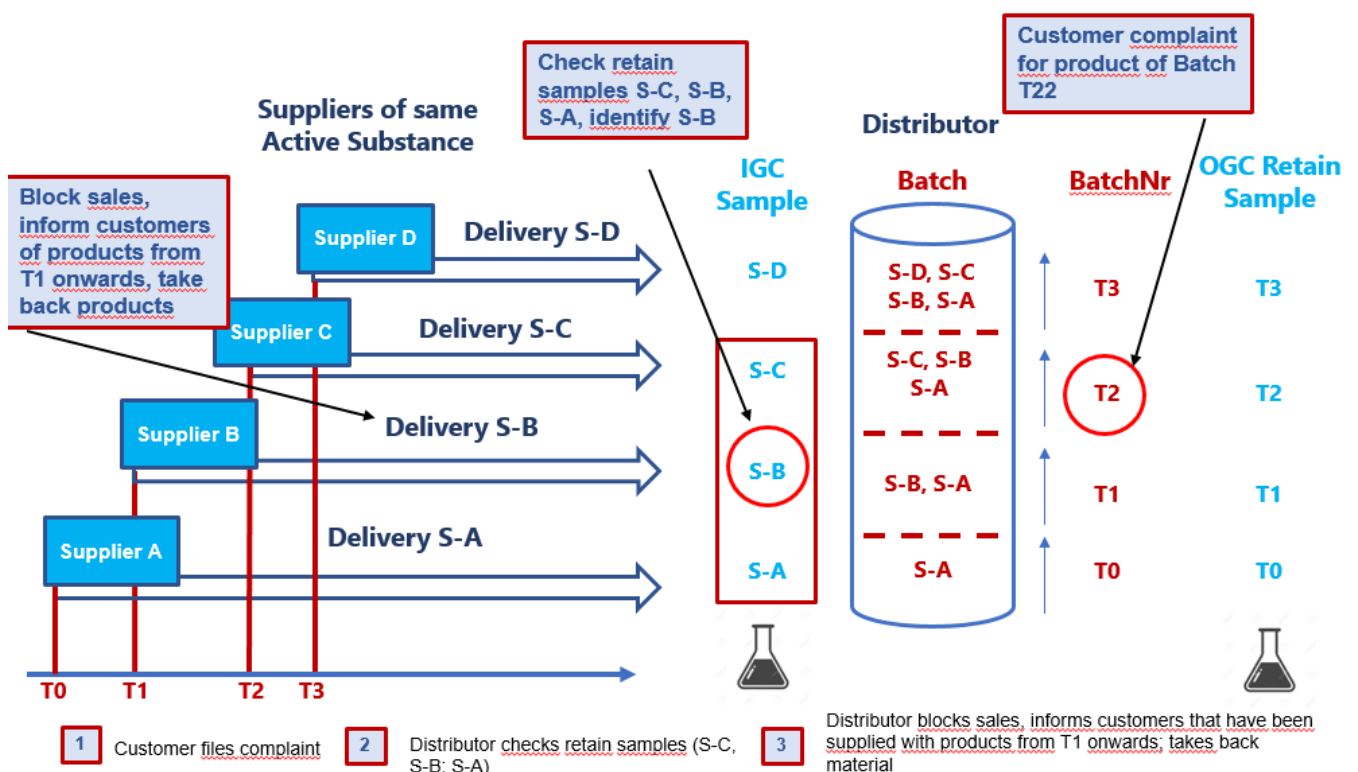 Customer complaint
for product of Batch
T22
Check retain
samples S-C, S-B,
S-A, identify S-B
Suppliers of same
Active Substance
Distributor
IGC
Sample
Batch
BatchNr
OGC Retain
Sample
Block sales,
inform customers
of products from
T1 onwards, take
back products
Supplier D
Delivery S-D
S-D
S-D, S-C
S-B, S-A
T3
T3
Supplier C
Delivery S-C
S-C
S-C, S-B
S-A
T2
T2
Supplier B
Delivery S-B
S-B
S-B, S-A
T1
T1
Supplier A
Delivery S-A
S-A
S-A
T0
T0
T0
T1
T2
T3
1
Customer files complaint
2
Distributor checks retain samples (S-C,
S-B; S-A)
3
Distributor blocks sales, informs customers that have been
supplied with products from T1 onwards; takes back
material